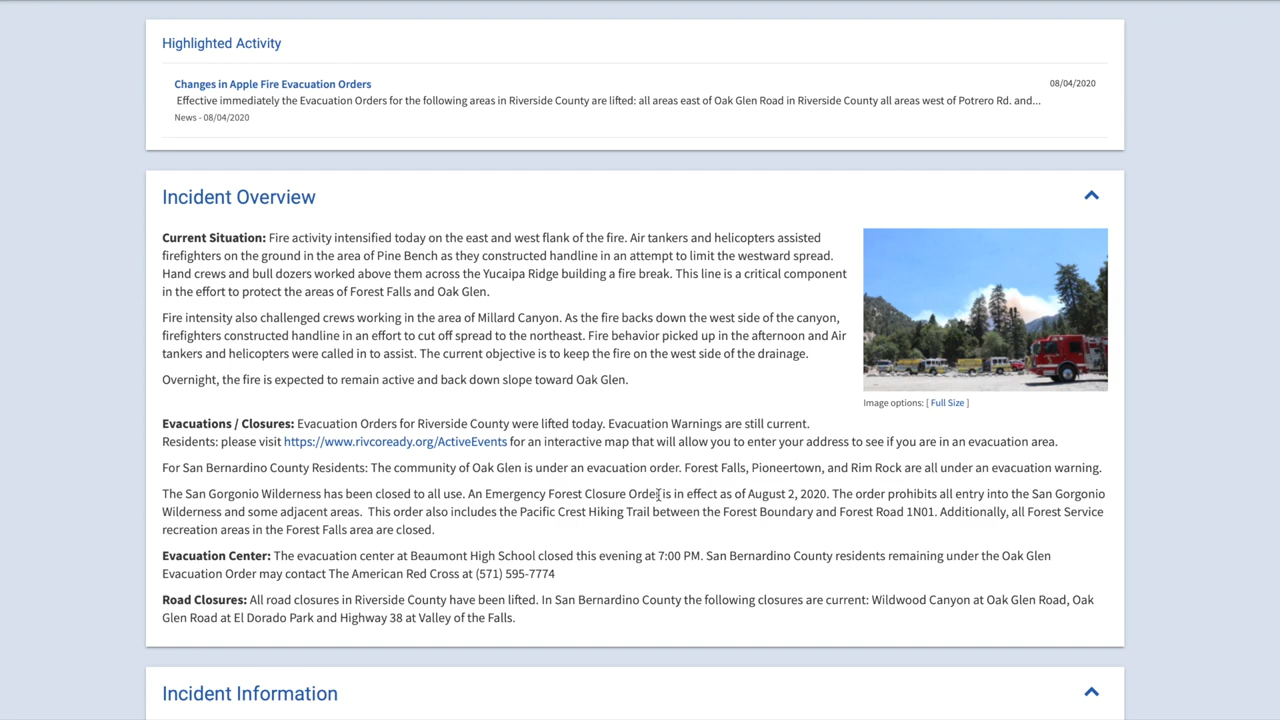 Highlighted Activity
Changes in Apple Fire Evacuation Orders
08/04/2020
Effective immediately the Evacuation Orders for the following areas in Riverside County are lifted: all areas east of Oak Glen Road in Riverside County all areas west of Potrero Rd. and...
News - 08/04/2020
Incident Overview
Current Situation: Fire activity intensified today on the east and west flank of the fire. Air tankers and helicopters assisted
firefighters on the ground in the area of Pine Bench as they constructed handline in an attempt to limit the westward spread.
Hand crews and bull dozers worked above them across the Yucaipa Ridge building a fire break. This line is a critical component
in the effort to protect the areas of Forest Falls and Oak Glen.
Fire intensity also challenged crews working in the area of Millard Canyon. As the fire backs down the west side of the canyon,
firefighters constructed handline in an effort to cut off spread to the northeast. Fire behavior picked up in the afternoon and Air
tankers and helicopters were called in to assist. The current objective is to keep the fire on the west side of the drainage.
Overnight, the fire is expected to remain active and back down slope toward Oak Glen.
Image options: [ Full Size ]
Evacuations / Closures: Evacuation Orders for Riverside County were lifted today. Evacuation Warnings are still current.
Residents: please visit https://www.rivcoready.org/ActiveEvents for an interactive map that will allow you to enter your address to see if you are in an evacuation area.
For San Bernardino County Residents: The community of Oak Glen is under an evacuation order. Forest Falls, Pioneertown, and Rim Rock are all under an evacuation warning.
The San Gorgonio Wilderness has been closed to all use. An Emergency Forest Closure Order is in effect as of August 2, 2020. The order prohibits all entry into the San Gorgonio
Wilderness and some adjacent areas. This order also includes the Pacific Crest Hiking Trail between the Forest Boundary and Forest Road 1N01. Additionally, all Forest Service
recreation areas in the Forest Falls area are closed.
Evacuation Center: The evacuation center at Beaumont High School closed this evening at 7:00 PM. San Bernardino County residents remaining under the Oak Glen
Evacuation Order may contact The American Red Cross at (571) 595-7774
Road Closures: All road closures in Riverside County have been lifted. In San Bernardino County the following closures are current: Wildwood Canyon at Oak Glen Road, Oak
Glen Road at El Dorado Park and Highway 38 at Valley of the Falls.
Incident Information